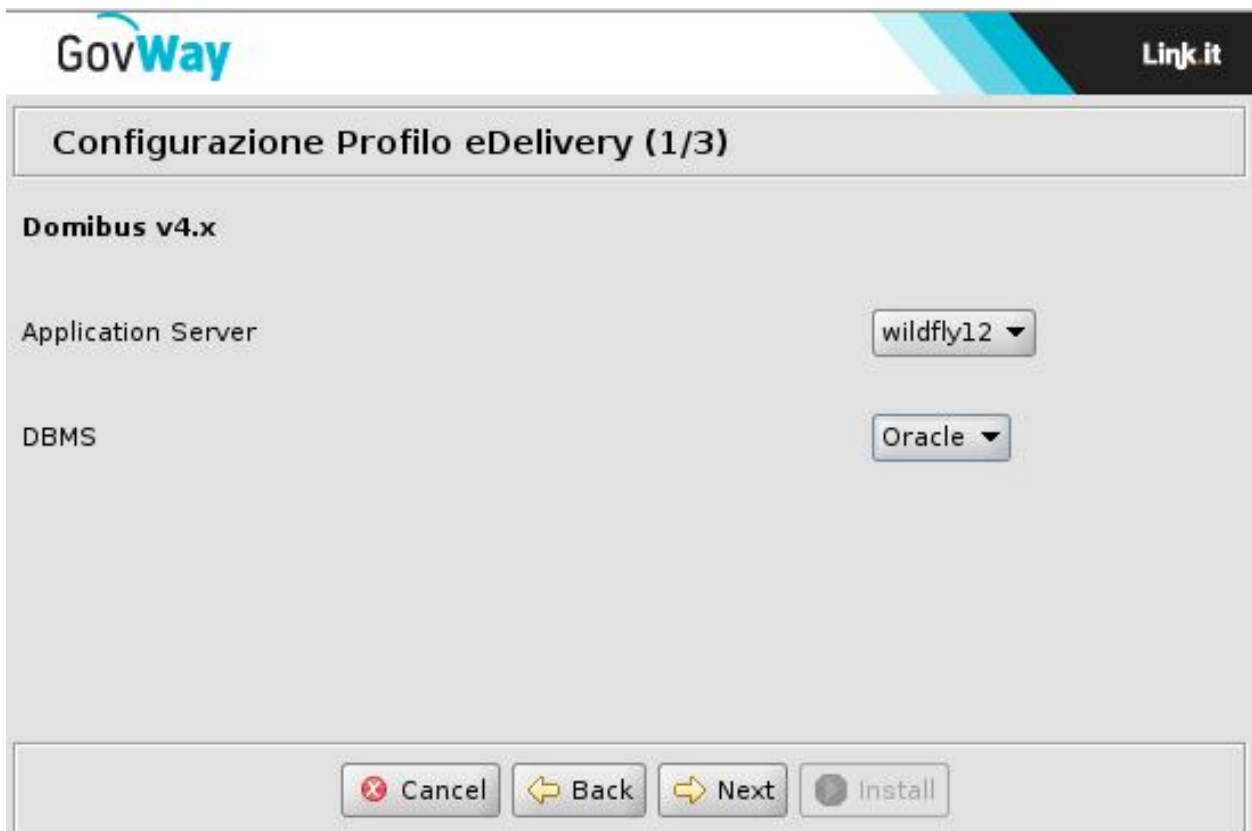 GovWay
Link.it
Configurazione Profilo eDelivery (1/3)
Domibus v4.x
Application Server
wildfly12
DBMS
Oracle
Cancel
Back
Next
Install